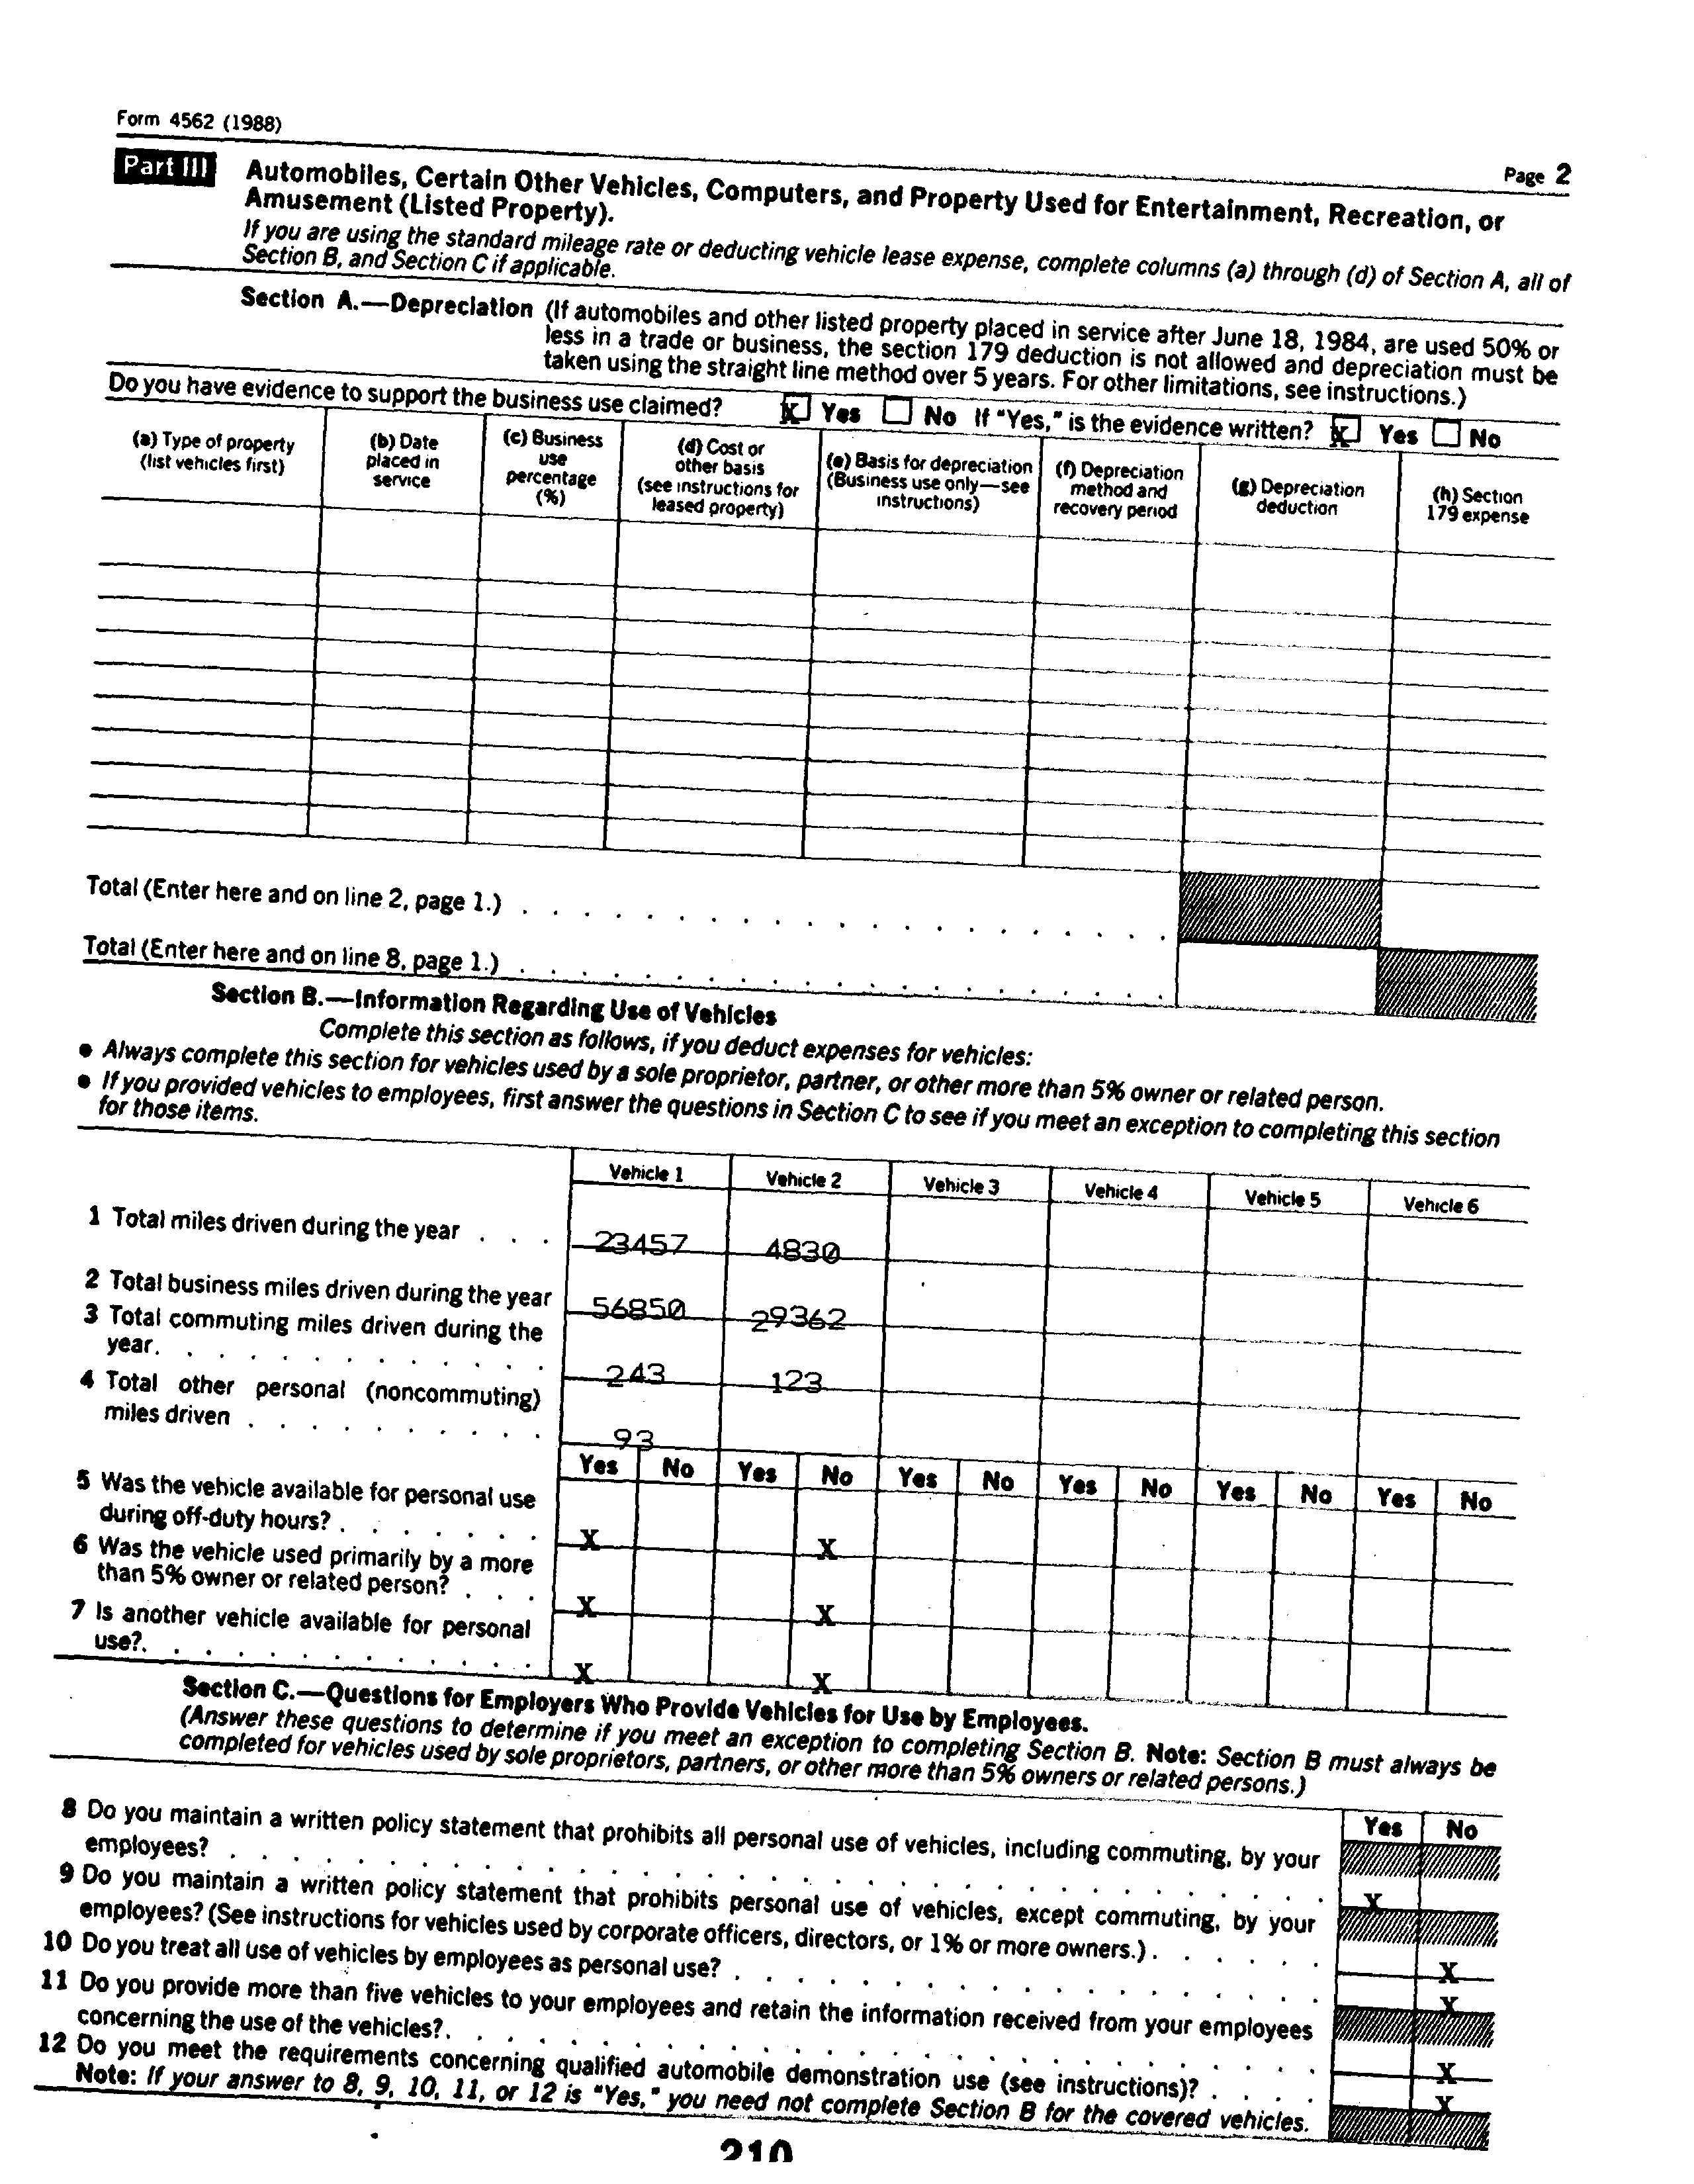 Form 4562 (1988)
Page 2
Part III Automobiles, Certain Other Vehicles, Computers, and Property Used for Entertainment, Recreation, or
Amusement (Listed Property).
If you are using the standard mileage rate or deducting vehicle lease expense, complete columns (a) through (d) of Section A, all of
Section B, and Section C if applicable.
Section A.—Depreciation (If automobiles and other listed property placed in service after June 18, 1984, are used 50% or
less in a trade or business, the section 179 deduction is not allowed and depreciation must be
taken using the straight line method over 5 years. For other limitations, see instructions.)
Do you have evidence to support the business use claimed? X Yes No If "Yes," is the evidence written? X Yes No
(a) Type of property
(list vehicles first)
(b) Date
placed in
service
(c) Business
use
percentage
(%)
(d) Cost or
other basis
(see instructions for
leased property)
(e) Basis for depreciation
(Business use only—see
instructions)
(f) Depreciation
method and
recovery period
(g) Depreciation
deduction
(h) Section
179 expense
Total (Enter here and on line 2, page 1.) . . . . . . . . . . . . . . . . . . . . .
Total (Enter here and on line 8, page 1.) . . . . . . . . . . . . . . . . . . . . .
Section B.—Information Regarding Use of Vehicles
Complete this section as follows, if you deduct expenses for vehicles:
● Always complete this section for vehicles used by a sole proprietor, partner, or other more than 5% owner or related person.
● If you provided vehicles to employees, first answer the questions in Section C to see if you meet an exception to completing this section
for those items.
Vehicle 1 Vehicle 2 Vehicle 3 Vehicle 4 Vehicle 5 Vehicle 6
1 Total miles driven during the year . . . 23457 4830
2 Total business miles driven during the year 56850 29362
3 Total commuting miles driven during the
year. . . . . . . . . . . . . . 243 123
4 Total other personal (noncommuting)
miles driven . . . . . . . . . . 93
Yes No Yes No Yes No Yes No Yes No Yes No
5 Was the vehicle available for personal use
during off-duty hours? . . . . . . . X X
6 Was the vehicle used primarily by a more
than 5% owner or related person? . . . X X
7 Is another vehicle available for personal
use?. . . . . . . . . . . . . . X X
Section C.—Questions for Employers Who Provide Vehicles for Use by Employees.
(Answer these questions to determine if you meet an exception to completing Section B. Note: Section B must always be
completed for vehicles used by sole proprietors, partners, or other more than 5% owners or related persons.)
Yes No
8 Do you maintain a written policy statement that prohibits all personal use of vehicles, including commuting, by your
employees? . . . . . . . . . . . . . . . . . . . . . . . . . . . . . . . . . . . X
9 Do you maintain a written policy statement that prohibits personal use of vehicles, except commuting, by your
employees? (See instructions for vehicles used by corporate officers, directors, or 1% or more owners.) . . . . . . X
10 Do you treat all use of vehicles by employees as personal use? . . . . . . . . . . . . . . . . . . . X
11 Do you provide more than five vehicles to your employees and retain the information received from your employees
concerning the use of the vehicles?. . . . . . . . . . . . . . . . . . . . . . . . . . . . X
12 Do you meet the requirements concerning qualified automobile demonstration use (see instructions)? . . . . X
Note: If your answer to 8, 9, 10, 11, or 12 is "Yes," you need not complete Section B for the covered vehicles.
210